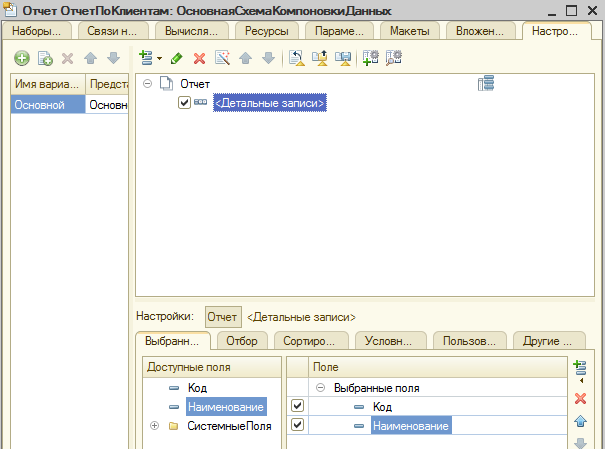 Отчет ОтчетПоКлиентам: ОсновнаяСхемаКомпоновкиДанных
Наборы... Связи н... Вычисля... Ресурсы Параме... Макеты Вложен... Настро...
Имя вариа... Предста
Основной Основн
Отчет
<Детальные записи>
Настройки: Отчет <Детальные записи>
Выбранн... Отбор Сортиро... Условн... Пользов... Другие ...
Доступные поля Поле
Выбранные поля
Код Код
Наименование Наименование
СистемныеПоля